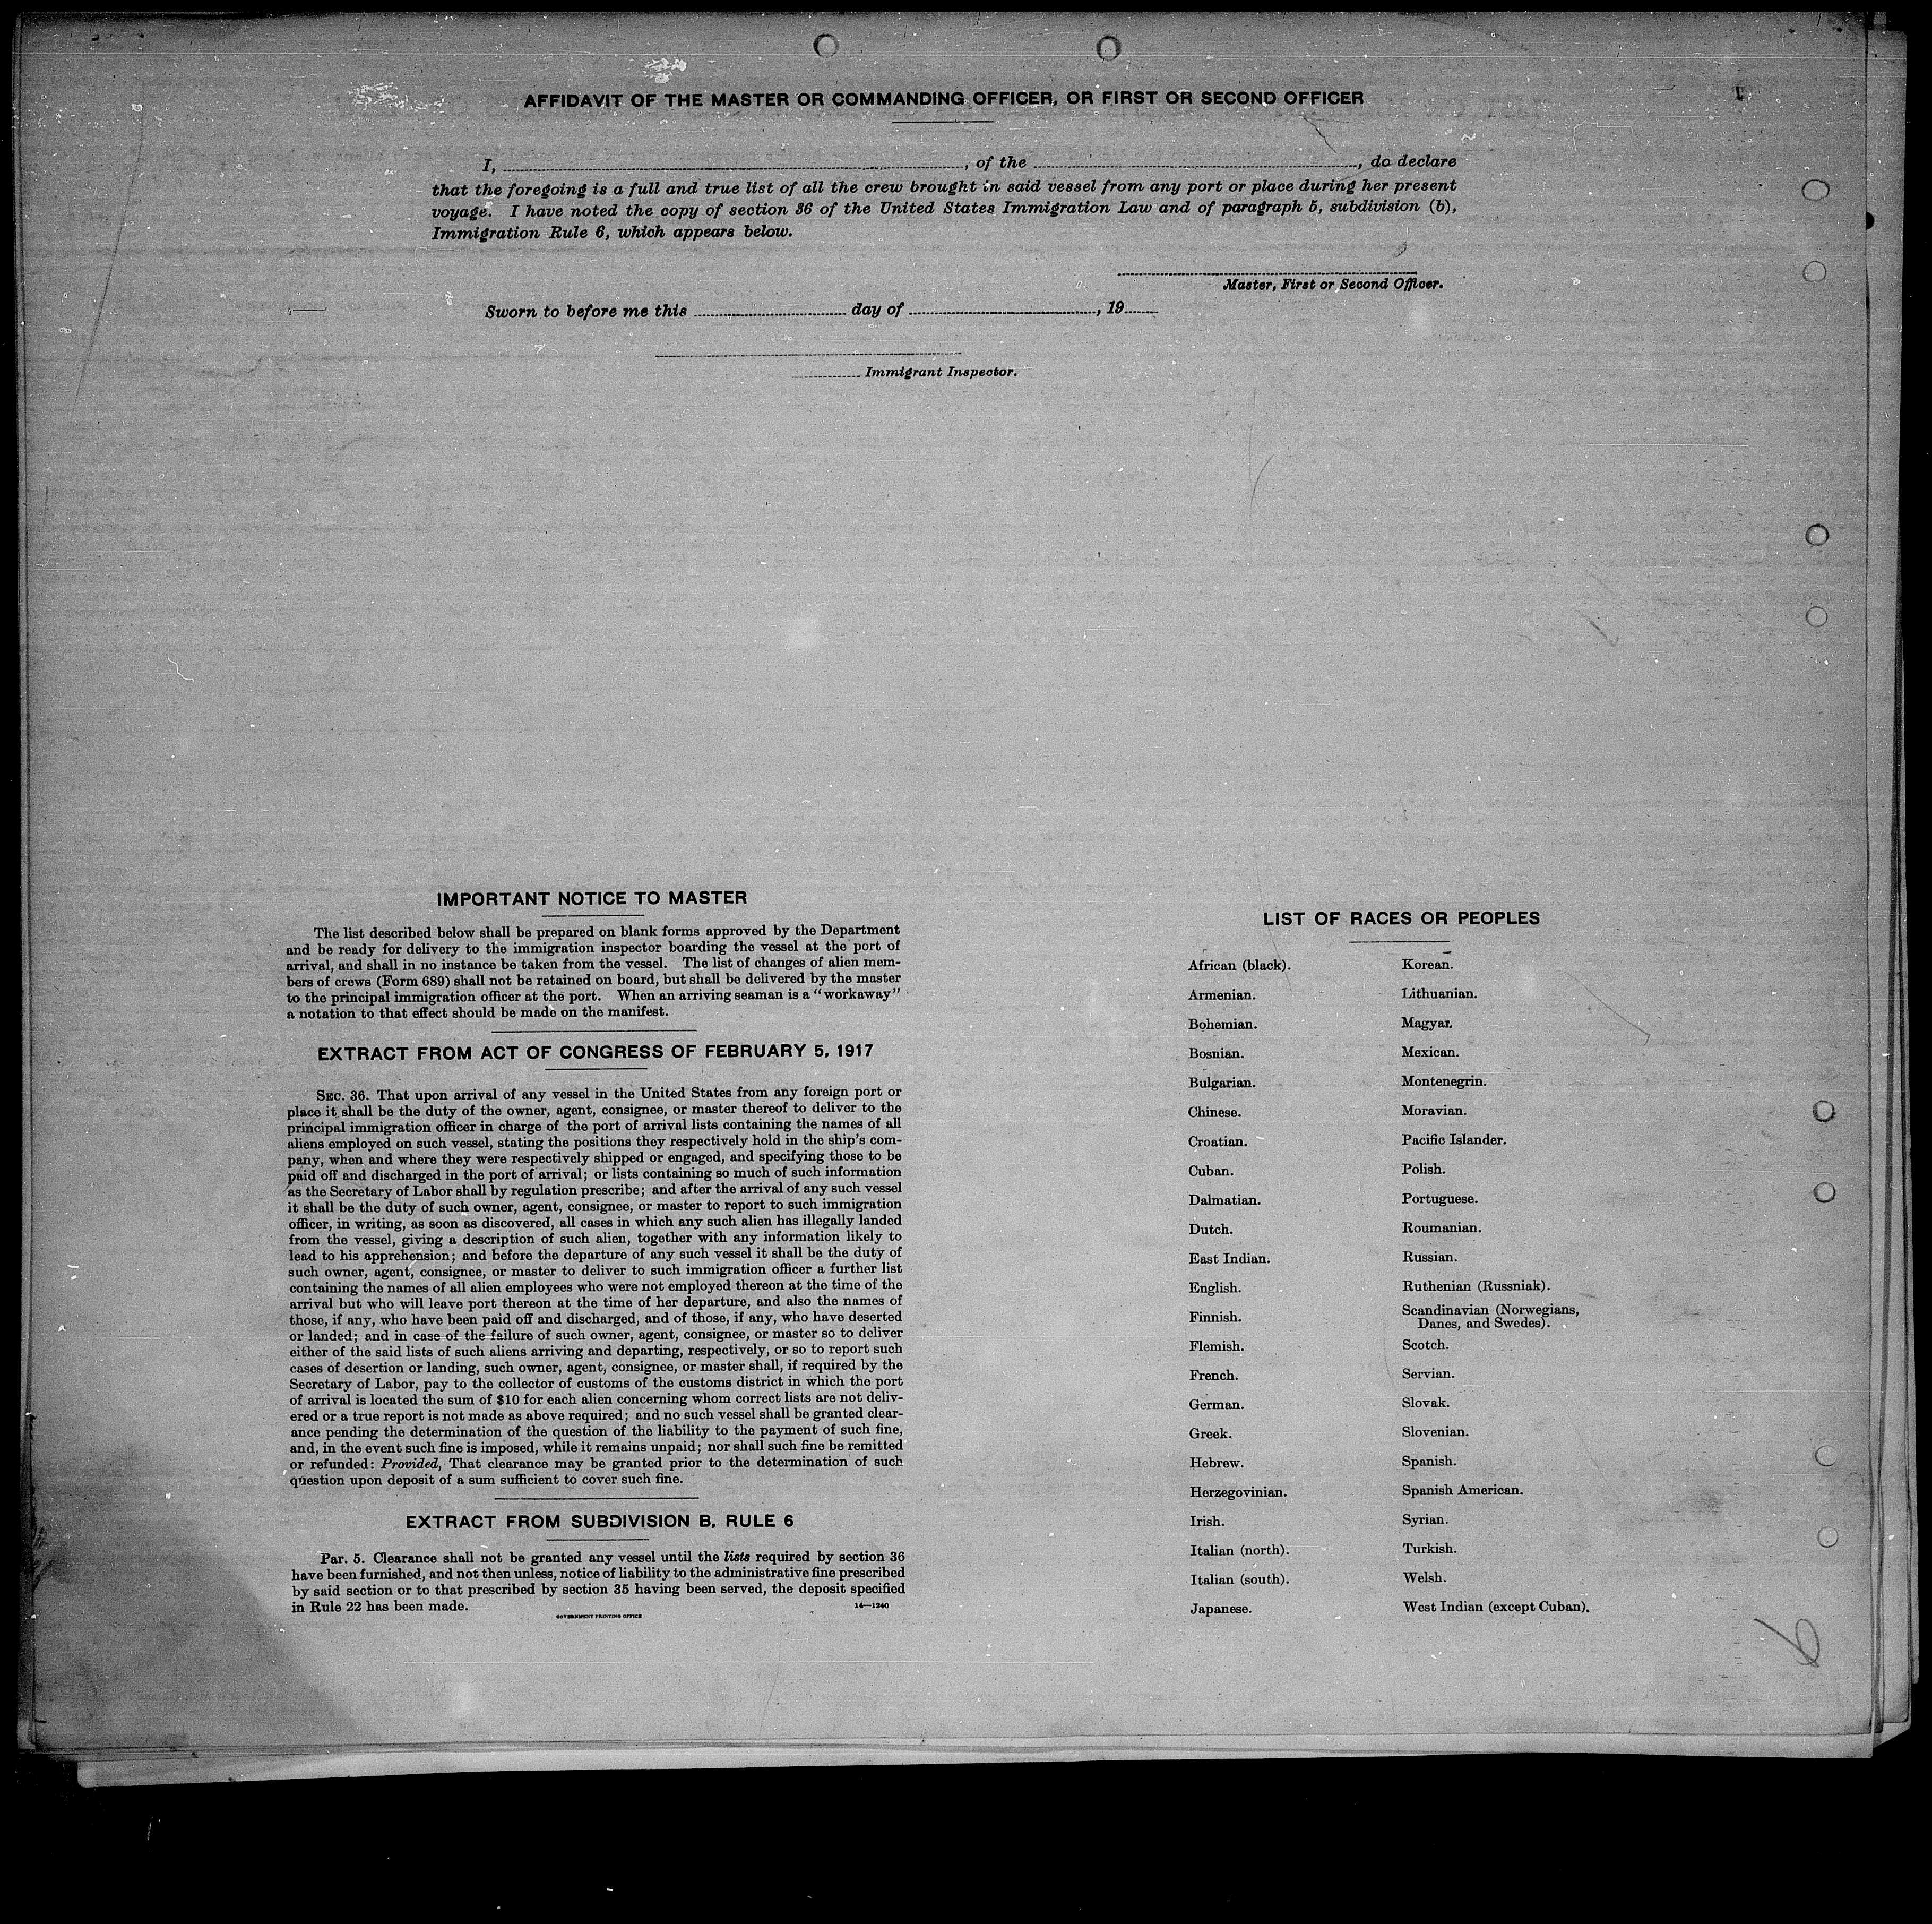 AFFIDAVIT OF THE MASTER OR COMMANDING OFFICER, OR FIRST OR SECOND OFFICER
I, , of the , do declare
that the foregoing is a full and true list of all the crew brought in said vessel from any port or place during her present
voyage. I have noted the copy of section 36 of the United States Immigration Law and of paragraph 5, subdivision (b),
Immigration Rule 6, which appears below.
Master, First or Second Officer.
Sworn to before me this day of , 19
Immigrant Inspector.
IMPORTANT NOTICE TO MASTER
The list described below shall be prepared on blank forms approved by the Department
and be ready for delivery to the immigration inspector boarding the vessel at the port of
arrival, and shall in no instance be taken from the vessel. The list of changes of alien mem-
bers of crews (Form 689) shall not be retained on board, but shall be delivered by the master
to the principal immigration officer at the port. When an arriving seaman is a "workaway"
a notation to that effect should be made on the manifest.
EXTRACT FROM ACT OF CONGRESS OF FEBRUARY 5, 1917
SEC. 36. That upon arrival of any vessel in the United States from any foreign port or
place it shall be the duty of the owner, agent, consignee, or master thereof to deliver to the
principal immigration officer in charge of the port of arrival lists containing the names of all
aliens employed on such vessel, stating the positions they respectively hold in the ship's com-
pany, when and where they were respectively shipped or engaged, and specifying those to be
paid off and discharged in the port of arrival; or lists containing so much of such information
as the Secretary of Labor shall by regulation prescribe; and after the arrival of any such vessel
it shall be the duty of such owner, agent, consignee, or master to report to such immigration
officer, in writing, as soon as discovered, all cases in which any such alien has illegally landed
from the vessel, giving a description of such alien, together with any information likely to
lead to his apprehension; and before the departure of any such vessel it shall be the duty of
such owner, agent, consignee, or master to deliver to such immigration officer a further list
containing the names of all alien employees who were not employed thereon at the time of the
arrival but who will leave port thereon at the time of her departure, and also the names of
those, if any, who have been paid off and discharged, and of those, if any, who have deserted
or landed; and in case of the failure of such owner, agent, consignee, or master so to deliver
either of the said lists of such aliens arriving and departing, respectively, or so to report such
cases of desertion or landing, such owner, agent, consignee, or master shall, if required by the
Secretary of Labor, pay to the collector of customs of the customs district in which the port
of arrival is located the sum of $10 for each alien concerning whom correct lists are not deliv-
ered or a true report is not made as above required; and no such vessel shall be granted clear-
ance pending the determination of the question of the liability to the payment of such fine,
and, in the event such fine is imposed, while it remains unpaid; nor shall such fine be remitted
or refunded: Provided, That clearance may be granted prior to the determination of such
question upon deposit of a sum sufficient to cover such fine.
EXTRACT FROM SUBDIVISION B, RULE 6
Par. 5. Clearance shall not be granted any vessel until the lists required by section 36
have been furnished, and not then unless, notice of liability to the administrative fine prescribed
by said section or to that prescribed by section 35 having been served, the deposit specified
in Rule 22 has been made.
14—1240
GOVERNMENT PRINTING OFFICE
LIST OF RACES OR PEOPLES
African (black).
Armenian.
Bohemian.
Bosnian.
Bulgarian.
Chinese.
Croatian.
Cuban.
Dalmatian.
Dutch.
East Indian.
English.
Finnish.
Flemish.
French.
German.
Greek.
Hebrew.
Herzegovinian.
Irish.
Italian (north).
Italian (south).
Japanese.
Korean.
Lithuanian.
Magyar.
Mexican.
Montenegrin.
Moravian.
Pacific Islander.
Polish.
Portuguese.
Roumanian.
Russian.
Ruthenian (Russniak).
Scandinavian (Norwegians,
Danes, and Swedes).
Scotch.
Servian.
Slovak.
Slovenian.
Spanish.
Spanish American.
Syrian.
Turkish.
Welsh.
West Indian (except Cuban).